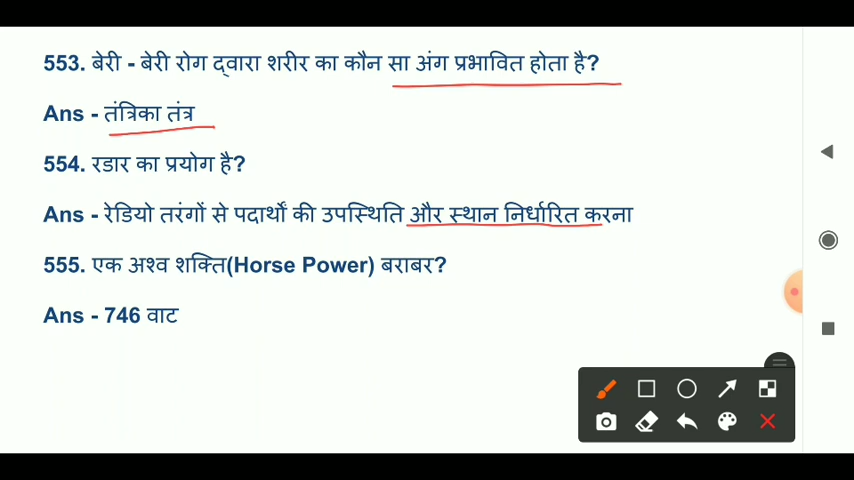 553. बेरी - बेरी रोग द्वारा शरीर का कौन सा अंग प्रभावित होता है?
Ans - तंत्रिका तंत्र
554. रडार का प्रयोग है?
Ans - रेडियो तरंगों से पदार्थों की उपस्थिति और स्थान निर्धारित करना
555. एक अश्व शक्ति(Horse Power) बराबर?
Ans - 746 वाट